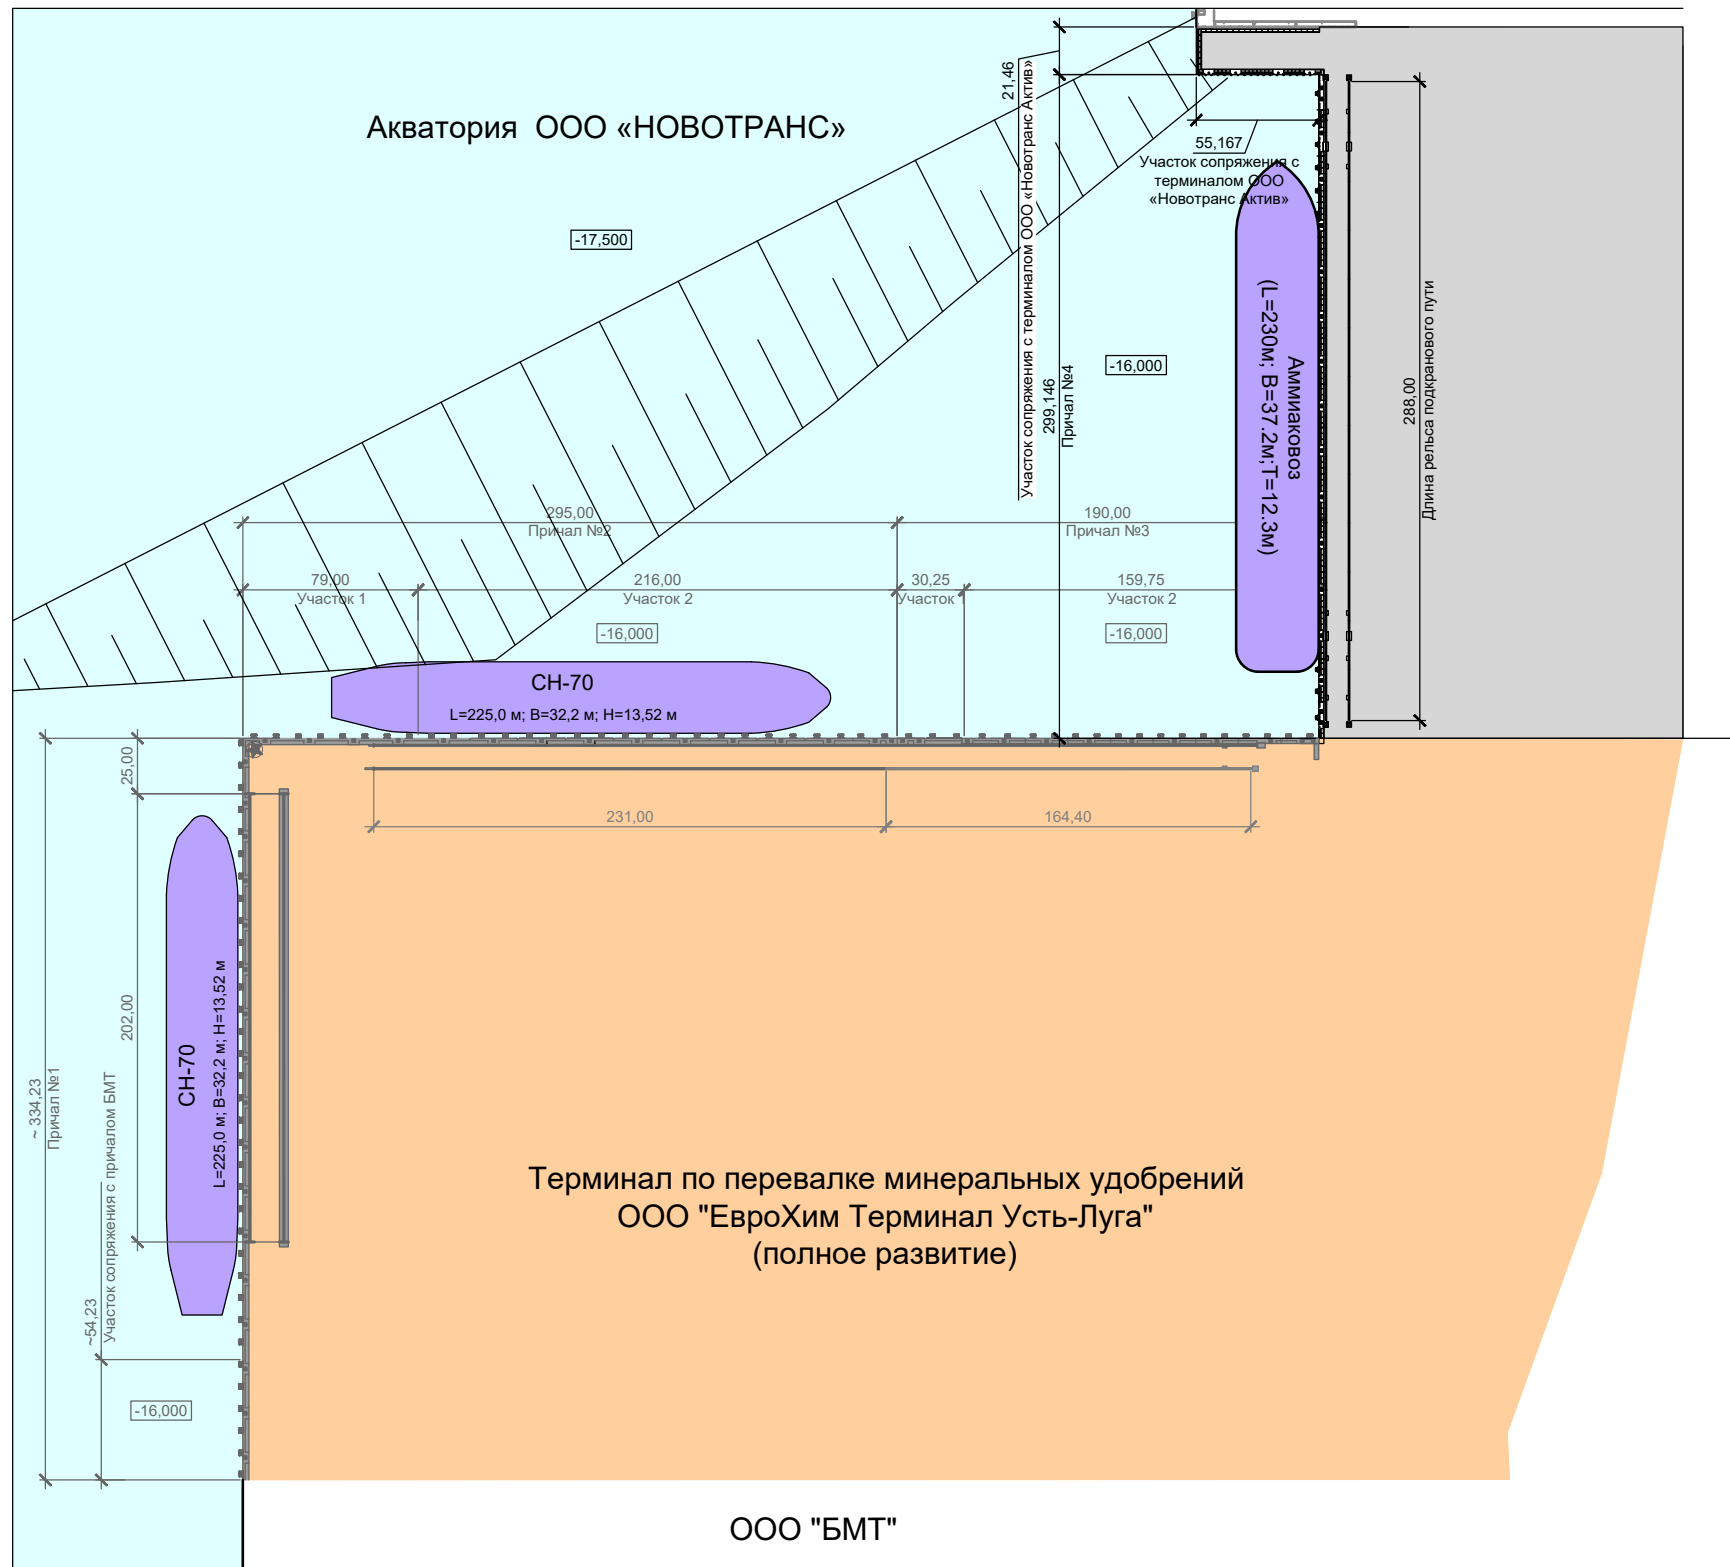 Акватория ООО «НОВОТРАНС»
21,46
Участок сопряжения с терминалом ООО «Новотранс Актив»
55,167
Участок сопряжения с
терминалом ООО
«Новотранс Актив»
-17,500
-16,000
299,146
Причал №4
Аммиаковоз
(L=230м; B=37.2м;T=12.3м)
288,00
Длина рельса подкранового пути
295,00
Причал №2
190,00
Причал №3
79,00
Участок 1
216,00
Участок 2
30,25
Участок 1
159,75
Участок 2
-16,000
-16,000
СН-70
L=225,0 м; B=32,2 м; H=13,52 м
25,00
231,00
164,40
202,00
СН-70
L=225,0 м; B=32,2 м; H=13,52 м
~ 334,23
Причал №1
~54,23
Участок сопряжения с причалом БМТ
-16,000
Терминал по перевалке минеральных удобрений
ООО "ЕвроХим Терминал Усть-Луга"
(полное развитие)
ООО "БМТ"